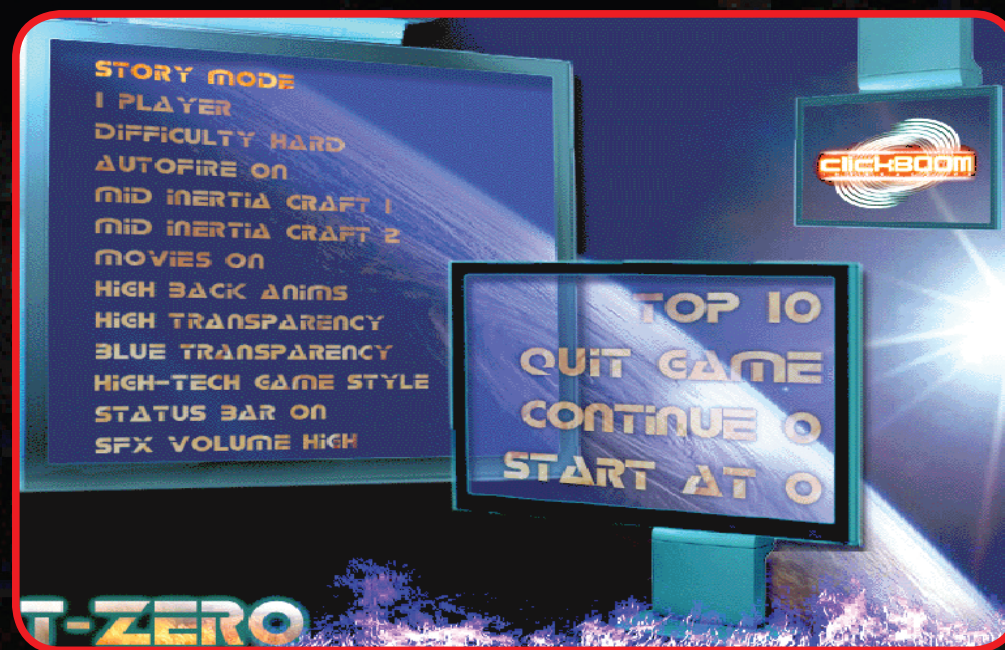 STORY MODE
1 PLAYER
DIFFICULTY HARD
AUTOFIRE ON
MID INERTIA CRAFT 1
MID INERTIA CRAFT 2
MOVIES ON
HIGH BACK ANIMS
HIGH TRANSPARENCY
BLUE TRANSPARENCY
HIGH-TECH GAME STYLE
STATUS BAR ON
SFX VOLUME HIGH
CLICKBOOM
TOP 10
QUIT GAME
CONTINUE 0
START AT 0
T-ZERO